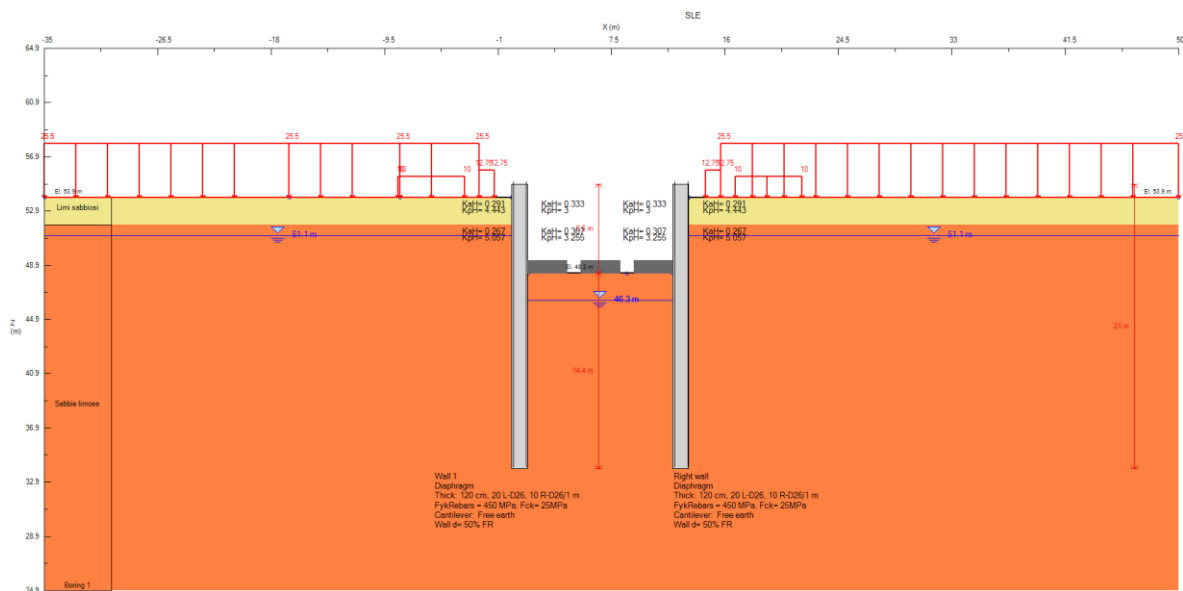 SLE
X (m)
-35
-26.5
-18
-9.5
-1
7.5
16
24.5
33
41.5
50
64.9
60.9
56.9
52.9
48.9
44.9
40.9
36.9
32.9
28.9
24.9
Z
(m)
25.5
25.5
25.5
25.5
12.75
12.75
10
10
25.5
25
12.75
12.75
10
10
El. 53.9 m
El. 53.9 m
Limi sabbiosi
KaH= 0.291
KpH= 4.443
KaH= 0.333
KpH= 3
KaH= 0.333
KpH= 3
KaH= 0.291
KpH= 4.443
KaH= 0.267
KpH= 5.057
KaH= 0.307
KpH= 3.255
KaH= 0.307
KpH= 3.255
KaH= 0.267
KpH= 5.057
51.1 m
51.1 m
46.3 m
21 m
14.4 m
Sabbie limose
Boring 1
Wall 1
Diaphragm
Thick: 120 cm, 20 L-D26, 10 R-D26/1 m
FykRebars = 450 MPa, Fck= 25MPa
Cantilever: Free earth
Wall d= 50% FR
Right wall
Diaphragm
Thick: 120 cm, 20 L-D26, 10 R-D26/1 m
FykRebars = 450 MPa, Fck= 25MPa
Cantilever: Free earth
Wall d= 50% FR